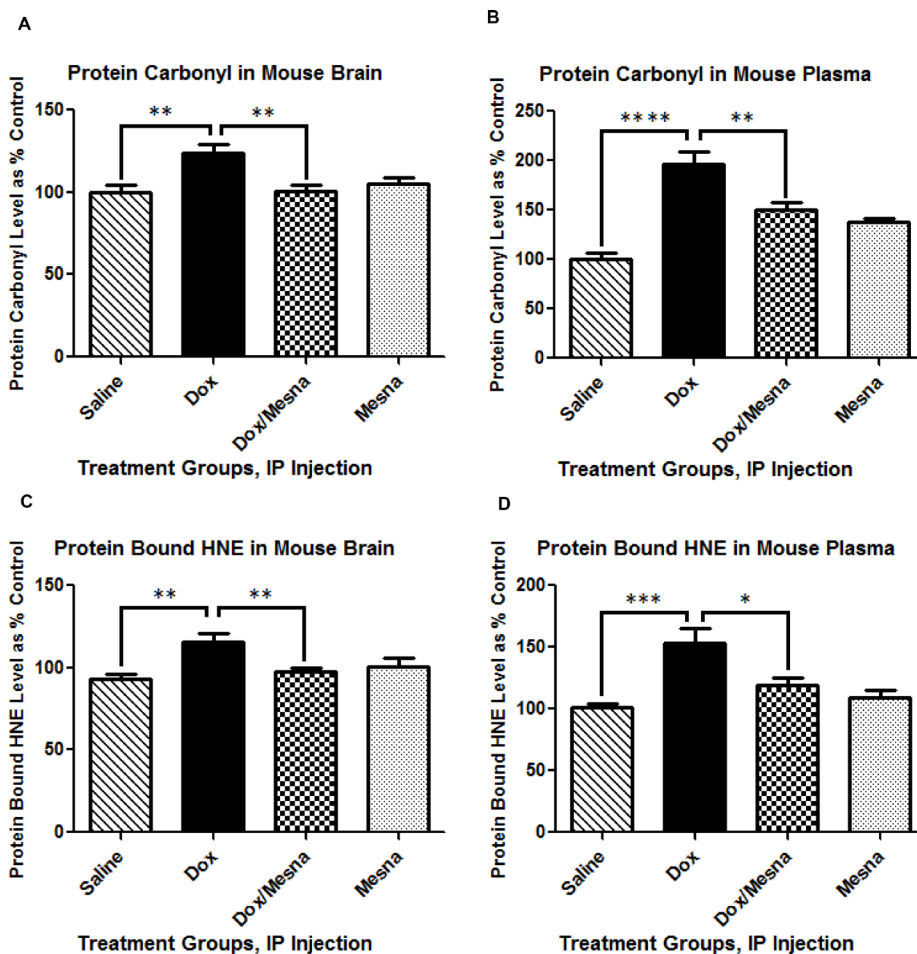 A
Protein Carbonyl in Mouse Brain
Protein Carbonyl Level as % Control
150
100
50
0
** **
Saline
Dox
Dox/Mesna
Mesna
Treatment Groups, IP Injection
B
Protein Carbonyl in Mouse Plasma
Protein Carbonyl Level as % Control
250
200
150
100
50
0
**** **
Saline
Dox
Dox/Mesna
Mesna
Treatment Groups, IP Injection
C
Protein Bound HNE in Mouse Brain
Protein Bound HNE Level as % Control
150
100
50
0
** **
Saline
Dox
Dox/Mesna
Mesna
Treatment Groups, IP Injection
D
Protein Bound HNE in Mouse Plasma
Protein Bound HNE Level as % Control
200
150
100
50
0
*** *
Saline
Dox
Dox/Mesna
Mesna
Treatment Groups, IP Injection